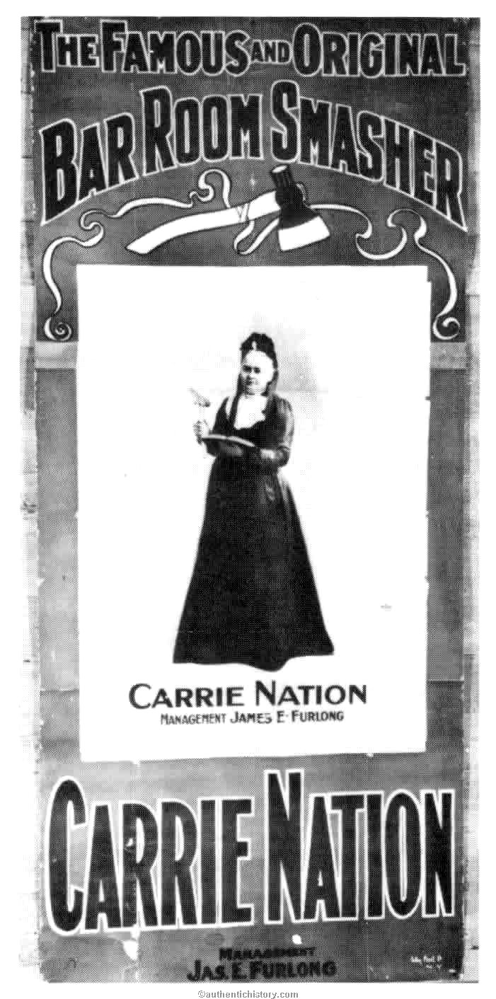 THE FAMOUS AND ORIGINAL
BAR ROOM SMASHER
CARRIE NATION
MANAGEMENT JAMES E. FURLONG
CARRIE NATION
MANAGEMENT
JAS. E. FURLONG
©authentichistory.com